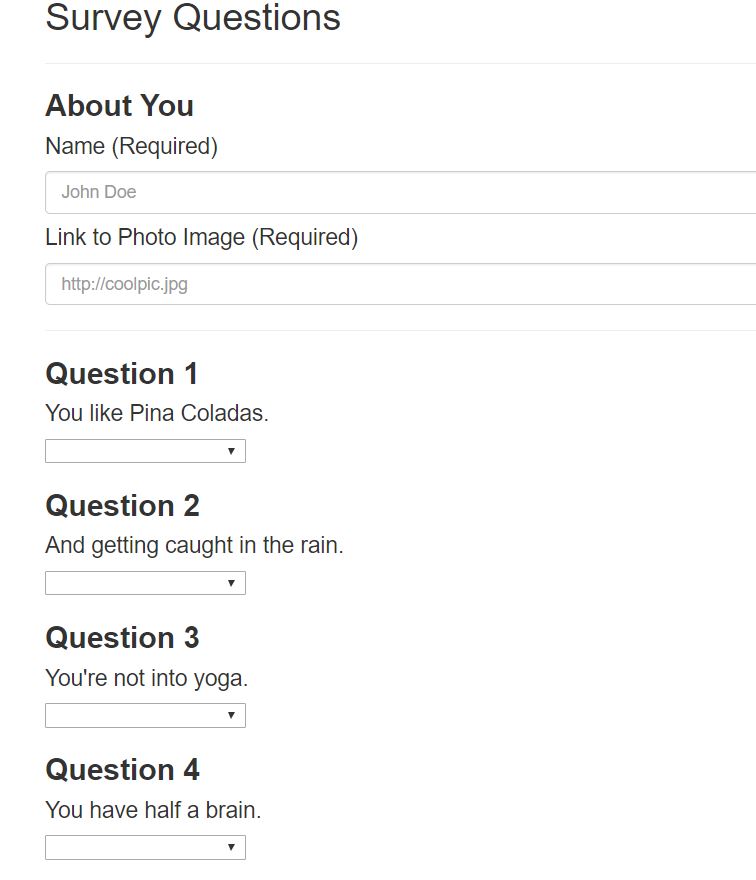 Survey Questions
About You
Name (Required)
John Doe
Link to Photo Image (Required)
http://coolpic.jpg
Question 1
You like Pina Coladas.
Question 2
And getting caught in the rain.
Question 3
You're not into yoga.
Question 4
You have half a brain.